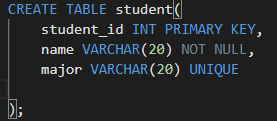 CREATE TABLE student(
    student_id INT PRIMARY KEY,
    name VARCHAR(20) NOT NULL,
    major VARCHAR(20) UNIQUE
);